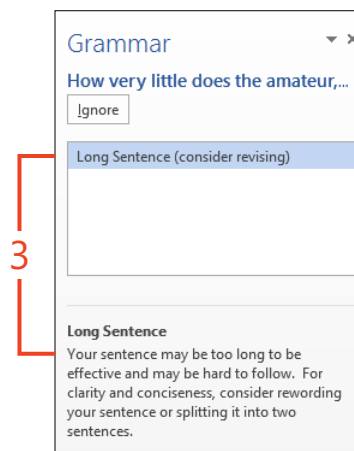 Grammar
How very little does the amateur,...
Ignore
Long Sentence (consider revising)
3
Long Sentence
Your sentence may be too long to be
effective and may be hard to follow.  For
clarity and conciseness, consider rewording
your sentence or splitting it into two
sentences.